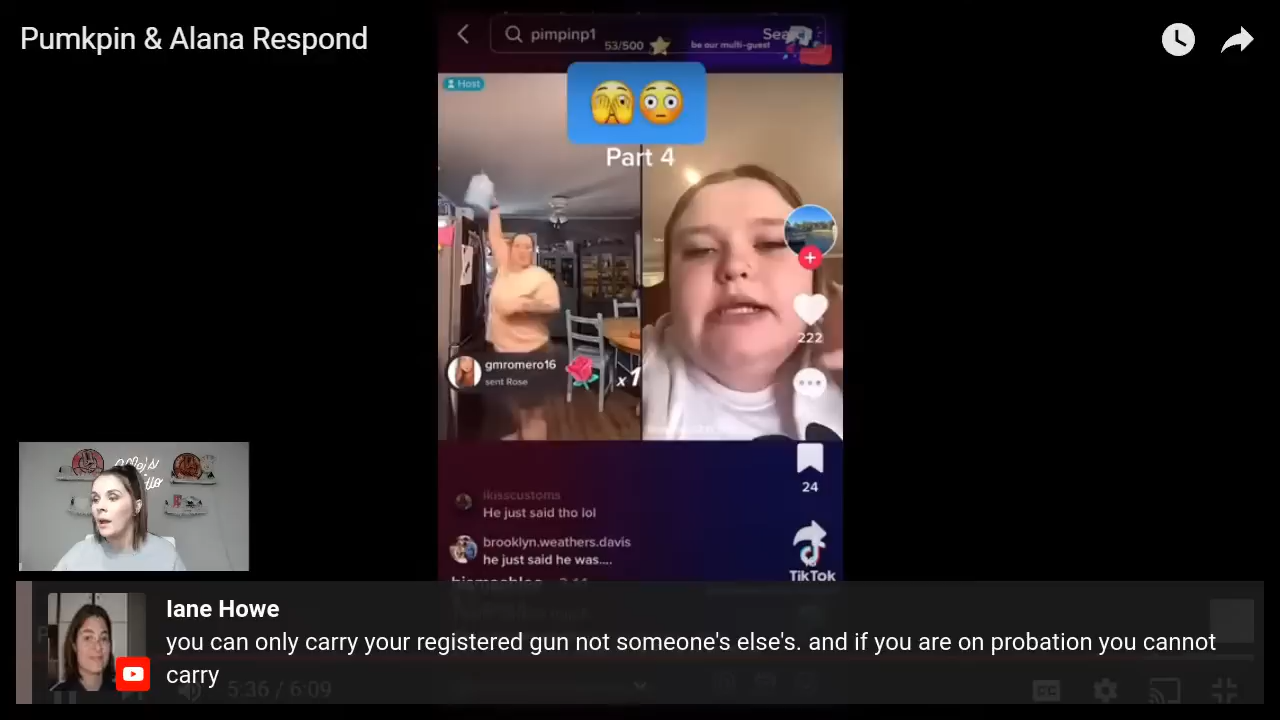 Pumkpin & Alana Respond
pimpinp1
53/500
be our multi-guest
Host
Part 4
gmromero16
sent Rose
x1
222
24
ikisscustoms
He just said tho lol
brooklyn.weathers.davis
he just said he was....
TikTok
Iane Howe
you can only carry your registered gun not someone's else's. and if you are on probation you cannot
carry
5:36 / 6:09
CC